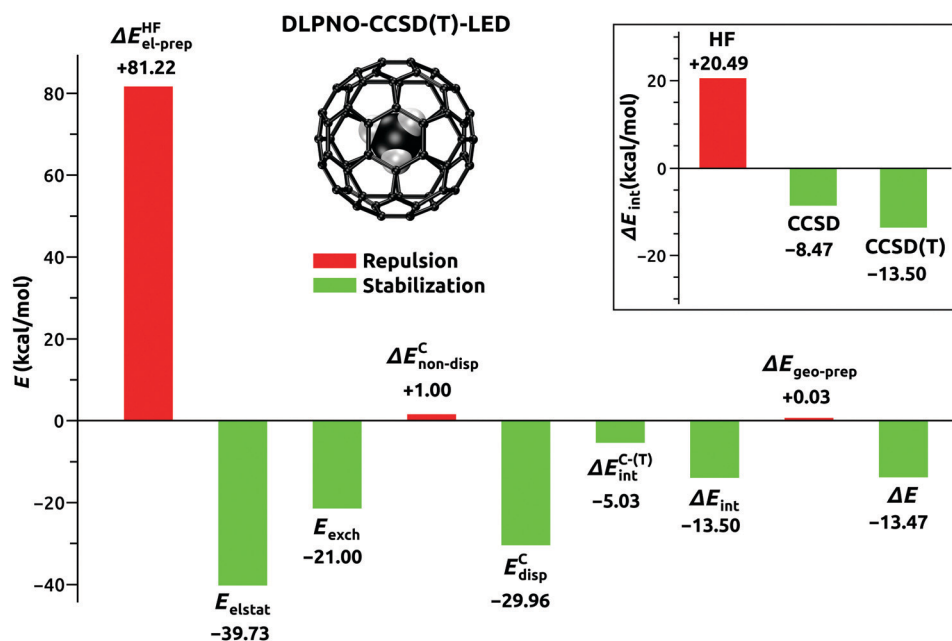 DLPNO-CCSD(T)-LED
ΔE^HF_el-prep
+81.22
E (kcal/mol)
80
60
40
20
0
−20
−40
Repulsion
Stabilization
E_elstat
−39.73
E_exch
−21.00
ΔE^C_non-disp
+1.00
E^C_disp
−29.96
ΔE^C-(T)_int
−5.03
ΔE_int
−13.50
ΔE_geo-prep
+0.03
ΔE
−13.47
ΔE_int(kcal/mol)
20
0
−20
HF
+20.49
CCSD
−8.47
CCSD(T)
−13.50